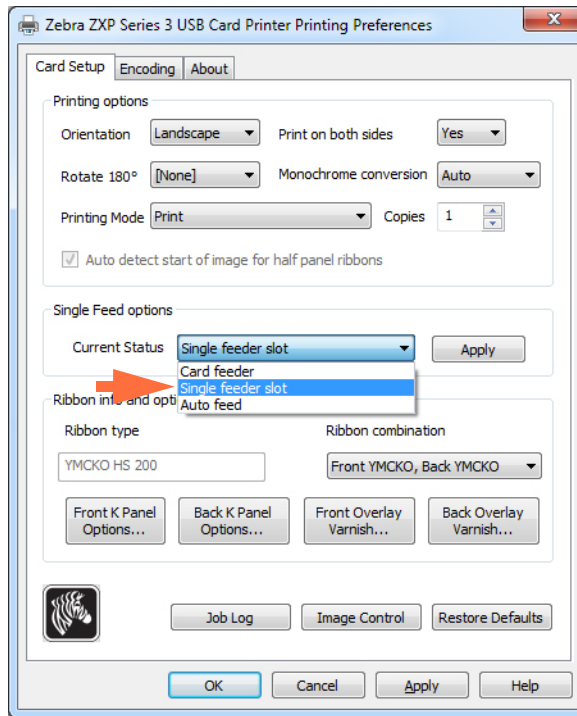 Zebra ZXP Series 3 USB Card Printer Printing Preferences
Card Setup Encoding About
Printing options
Orientation Landscape Print on both sides Yes
Rotate 180° [None] Monochrome conversion Auto
Printing Mode Print Copies 1
Auto detect start of image for half panel ribbons
Single Feed options
Current Status Single feeder slot Apply
Card feeder
Single feeder slot
Auto feed
Ribbon info and opti
Ribbon type Ribbon combination
YMCKO HS 200 Front YMCKO, Back YMCKO
Front K Panel Back K Panel Front Overlay Back Overlay
Options... Options... Varnish... Varnish...
Job Log Image Control Restore Defaults
OK Cancel Apply Help